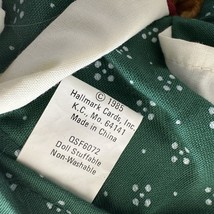 © 1985
Hallmark Cards, Inc.
K.C., Mo. 64141
Made in
China
QSF6072
Doll Stuffable
Non-Washable